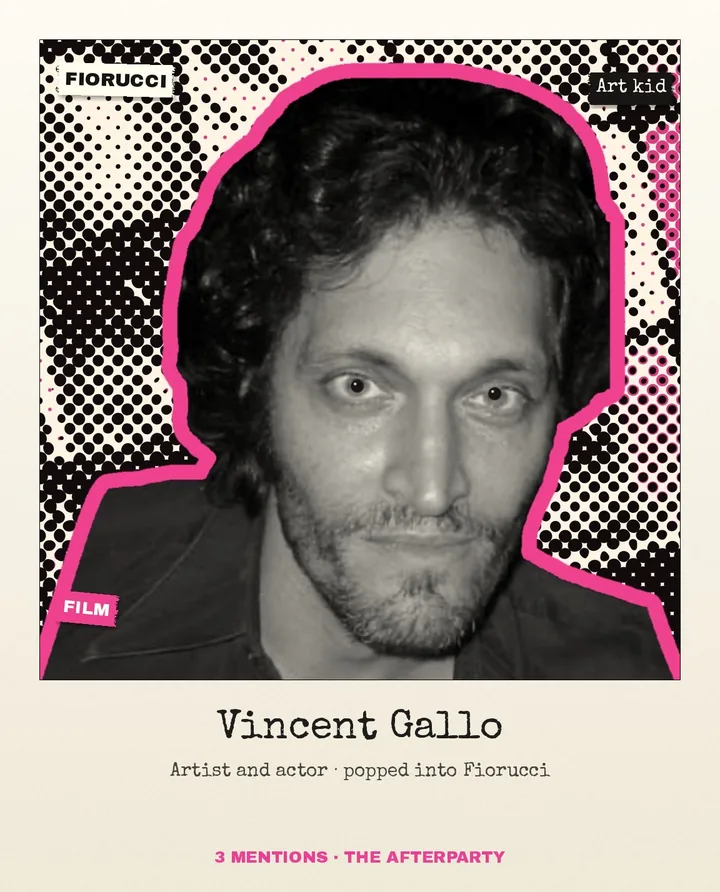 FIORUCCI
Art kid
FILM
Vincent Gallo
Artist and actor · popped into Fiorucci
3 MENTIONS · THE AFTERPARTY